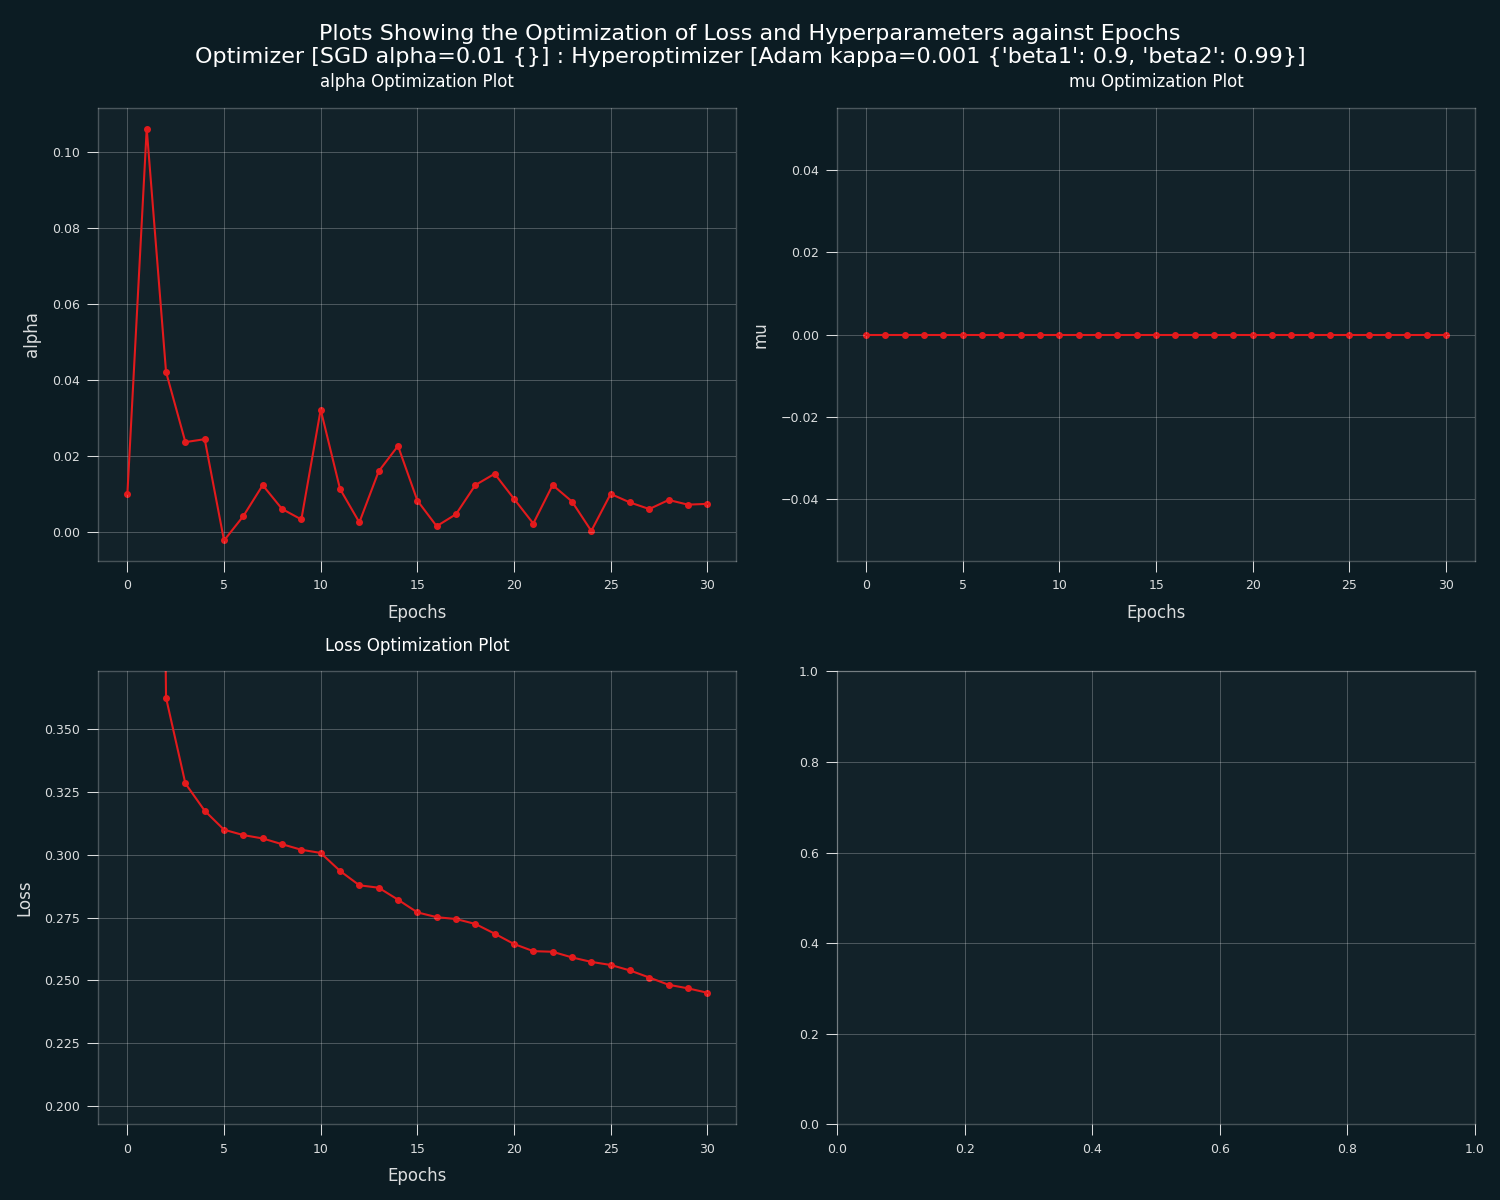 Plots Showing the Optimization of Loss and Hyperparameters against Epochs
Optimizer [SGD alpha=0.01 {}] : Hyperoptimizer [Adam kappa=0.001 {'beta1': 0.9, 'beta2': 0.99}]
alpha Optimization Plot
alpha
0.10
0.08
0.06
0.04
0.02
0.00
0 5 10 15 20 25 30
Epochs
mu Optimization Plot
mu
0.04
0.02
0.00
−0.02
−0.04
0 5 10 15 20 25 30
Epochs
Loss Optimization Plot
Loss
0.350
0.325
0.300
0.275
0.250
0.225
0.200
0 5 10 15 20 25 30
Epochs
1.0
0.8
0.6
0.4
0.2
0.0
0.0 0.2 0.4 0.6 0.8 1.0